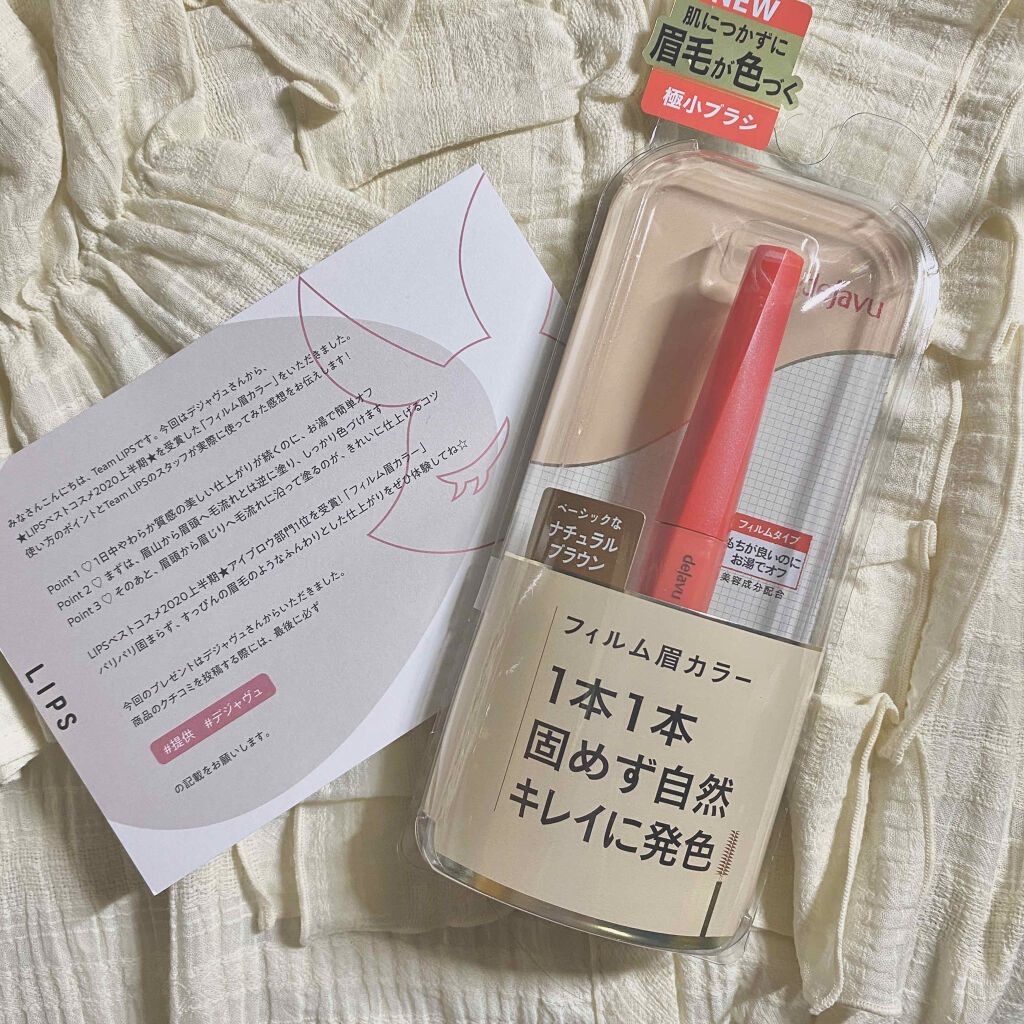 みなさんこんにちは、Team LIPSです。今回はデジャヴュさんから、
★LIPSベストコスメ2020上半期★を受賞した「フィルム眉カラー」をいただきました。
使い方のポイントとTeam LIPSのスタッフが実際に使ってみた感想をお伝えします！
Point 1 ♡ 1日中やわらか質感の美しい仕上がりが続くのに、お湯で簡単オフ
Point 2 ♡ まずは、眉山から眉頭へ毛流れとは逆に塗り、しっかり色づけます
Point 3 ♡ そのあと、眉頭から眉じりへ毛流れに沿って塗るのが、きれいに仕上げるコツ
LIPSベストコスメ2020上半期★アイブロウ部門1位を受賞！「フィルム眉カラー」
パリパリ固まらず、すっぴんの眉毛のようなふんわりとした仕上がりをぜひ体験してね☆
今回のプレゼントはデジャヴュさんからいただきました。
商品のクチコミを投稿する際には、最後に必ず
#提供 #デジャヴュ
の記載をお願いします。
LIPS
NEW
肌につかずに
眉毛が色づく
極小ブラシ
dejavu
ベーシックな
ナチュラル
ブラウン
dejavu
フィルムタイプ
もちが良いのに
お湯でオフ
美容成分配合
フィルム眉カラー
1本1本
固めず自然
キレイに発色